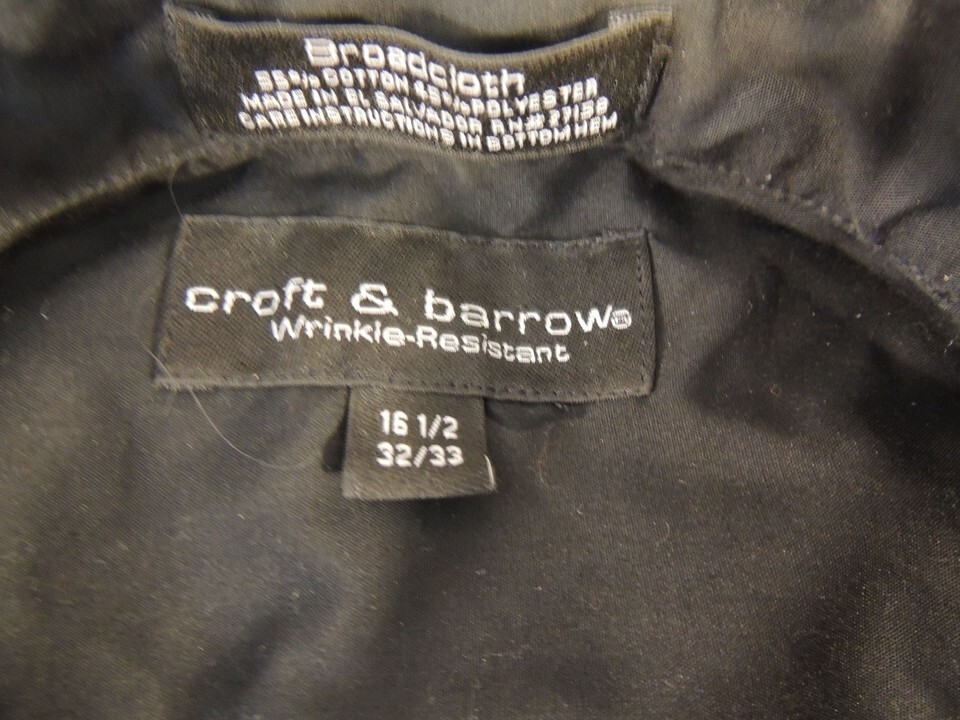 Broadcloth
55% COTTON 45% POLYESTER
MADE IN EL SALVADOR RN# 27159
CARE INSTRUCTIONS IN BOTTOM HEM
croft & barrow®
Wrinkle-Resistant
16 1/2
32/33